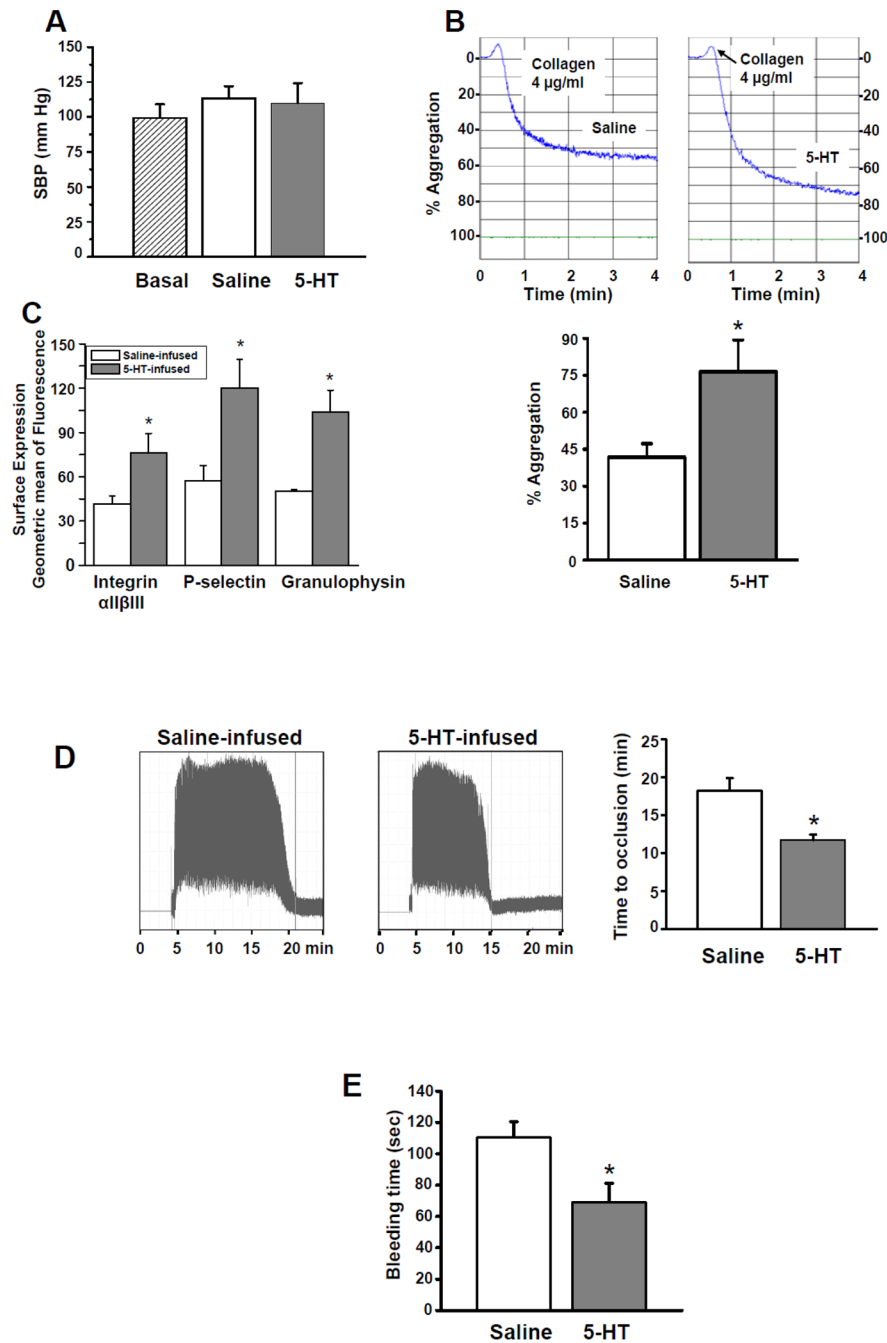 A
150
125
100
75
50
25
0
SBP (mm Hg)
Basal Saline 5-HT
B
0
20
40
60
80
100
% Aggregation
Collagen
4 µg/ml
Saline
0 1 2 3 4
Time (min)
Collagen
4 µg/ml
5-HT
0
20
40
60
80
100
0 1 2 3 4
Time (min)
90
75
60
45
30
15
0
% Aggregation
*
Saline 5-HT
C
150
120
90
60
30
0
Surface Expression
Geometric mean of Fluorescence
Saline-infused
5-HT-infused
*
*
*
Integrin
αIIβIII
P-selectin
Granulophysin
D
Saline-infused
0 5 10 15 20 min
5-HT-infused
0 5 10 15 20 min
25
20
15
10
5
0
Time to occlusion (min)
*
Saline 5-HT
E
140
120
100
80
60
40
20
0
Bleeding time (sec)
*
Saline 5-HT